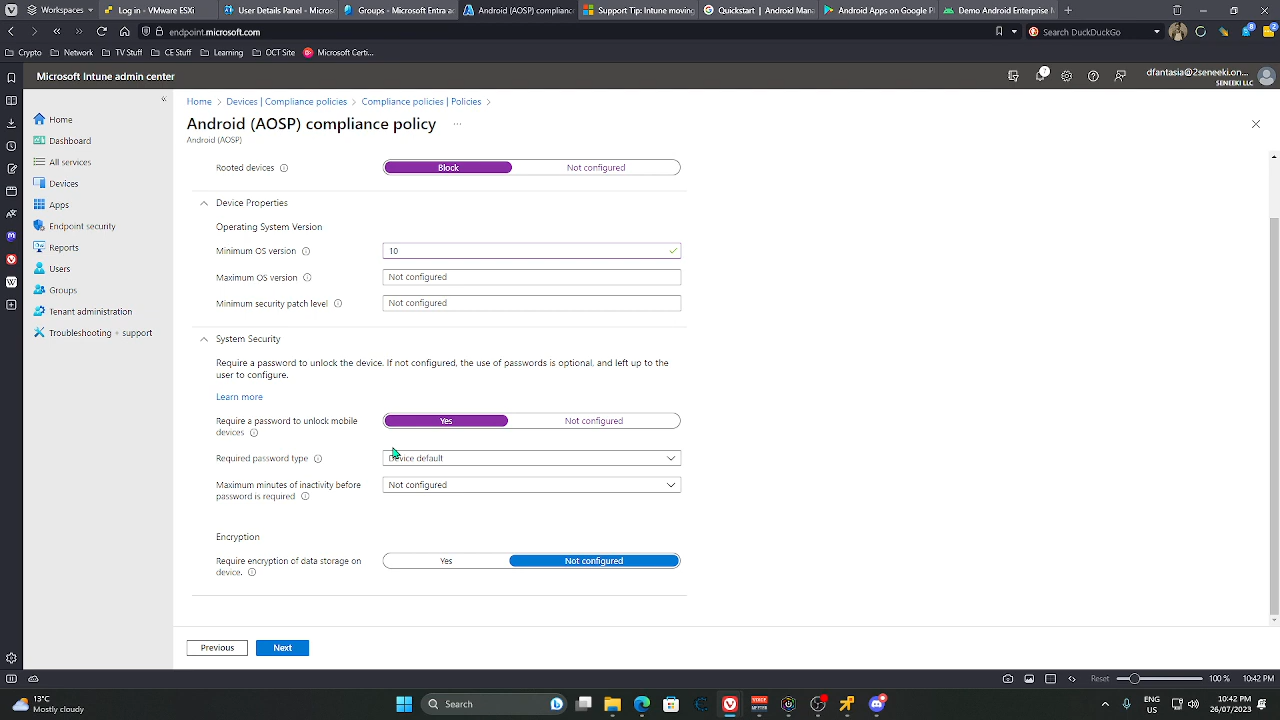 Workspaces
Log in - VMware ESXi
User Details Panel - Micros
Groups - Microsoft Entra a
Android (AOSP) complianc
Support Tip: Intune moving
Quickstart | Android Ma
Android Apps on Google P
Demo Android Enterprise f
endpoint.microsoft.com
Search DuckDuckGo
8
Crypto
Network
TV Stuff
CE Stuff
Learning
OCT Site
Microsoft Certi...
Microsoft Intune admin center
dfantasia@2seneeki.on...
SENEEKI LLC
Home
Dashboard
All services
Devices
Apps
Endpoint security
Reports
Users
Groups
Tenant administration
Troubleshooting + support
Home > Devices | Compliance policies > Compliance policies | Policies >
Android (AOSP) compliance policy ...
Android (AOSP)
Rooted devices
Block
Not configured
Device Properties
Operating System Version
Minimum OS version
10
Maximum OS version
Not configured
Minimum security patch level
Not configured
System Security
Require a password to unlock the device. If not configured, the use of passwords is optional, and left up to the
user to configure.
Learn more
Require a password to unlock mobile
devices
Yes
Not configured
Required password type
Device default
Maximum minutes of inactivity before
password is required
Not configured
Encryption
Require encryption of data storage on
device.
Yes
Not configured
Previous
Next
Reset
100 %
10:42 PM
13°C
Mostly cloudy
Search
ENG
US
10:42 PM
26/07/2023